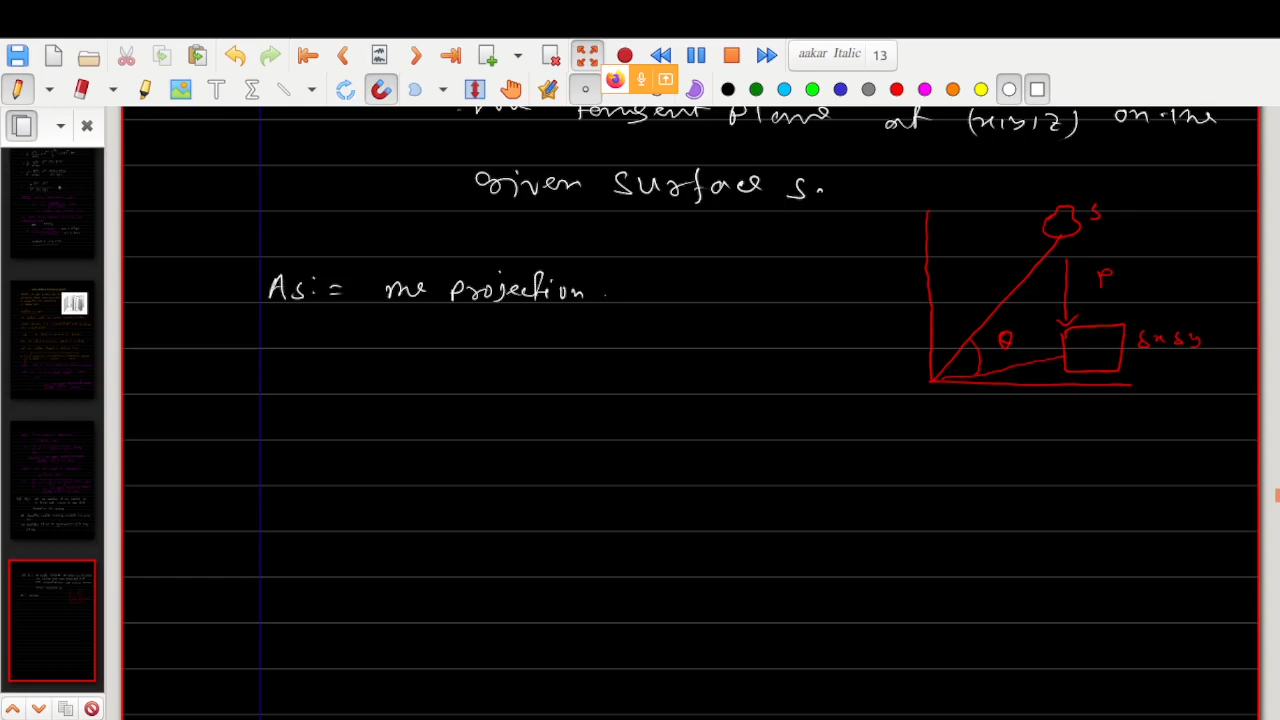 aakar Italic 13
tangent plane at (x, y, z) on the
Given Surface S.
S
As := the projection.
P
θ
δx δy